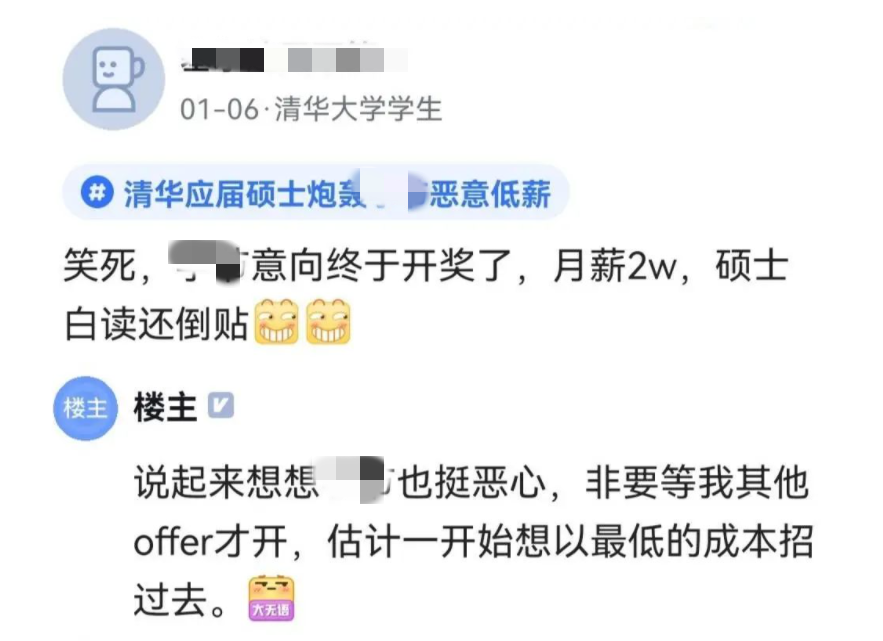 01-06·清华大学学生
# 清华应届硕士炮轰 恶意低薪
笑死, 意向终于开奖了,月薪2w,硕士
白读还倒贴
楼主 楼主
说起来想想 也挺恶心,非要等我其他
offer才开,估计一开始想以最低的成本招
过去。
大无语